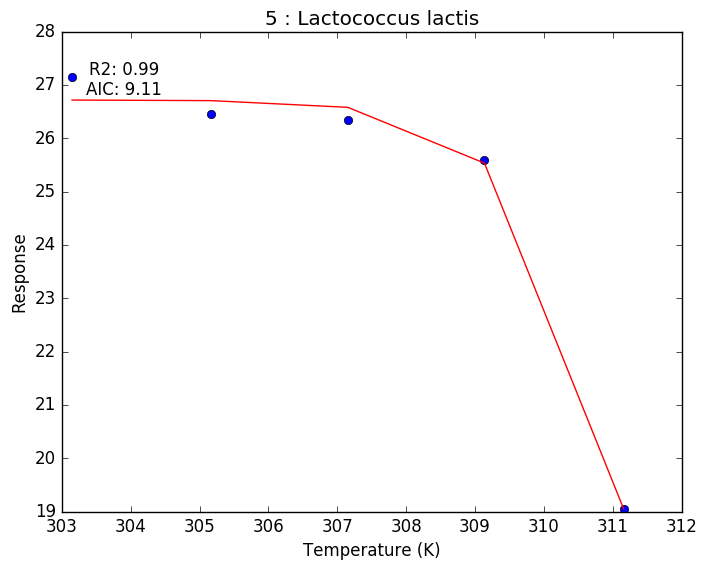 5 : Lactococcus lactis
28
27
26
25
24
23
22
21
20
19
R2: 0.99
AIC: 9.11
Response
303 304 305 306 307 308 309 310 311 312
Temperature (K)